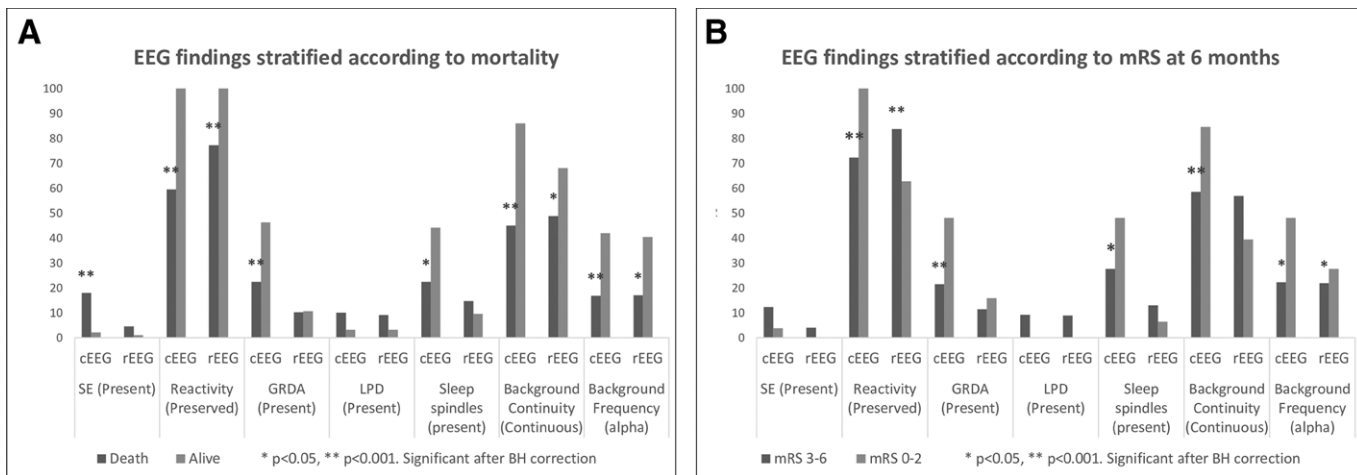 A
EEG findings stratified according to mortality
100
90
80
70
60
50
40
30
20
10
0
**
**
**
**
*
**
*
**
*
cEEG rEEG cEEG rEEG cEEG rEEG cEEG rEEG cEEG rEEG cEEG rEEG cEEG rEEG
SE (Present) Reactivity GRDA LPD Sleep Background Background
(Preserved) (Present) (Present) spindles Continuity Frequency
(present) (Continuous) (alpha)
Death Alive * p<0.05, ** p<0.001. Significant after BH correction
B
EEG findings stratified according to mRS at 6 months
100
90
80
70
60
50
40
30
20
10
0
**
**
**
*
**
*
*
cEEG rEEG cEEG rEEG cEEG rEEG cEEG rEEG cEEG rEEG cEEG rEEG cEEG rEEG
SE (Present) Reactivity GRDA LPD Sleep Background Background
(Preserved) (Present) (Present) spindles Continuity Frequency
(present) (Continuous) (alpha)
mRS 3-6 mRS 0-2 * p<0.05, ** p<0.001. Significant after BH correction